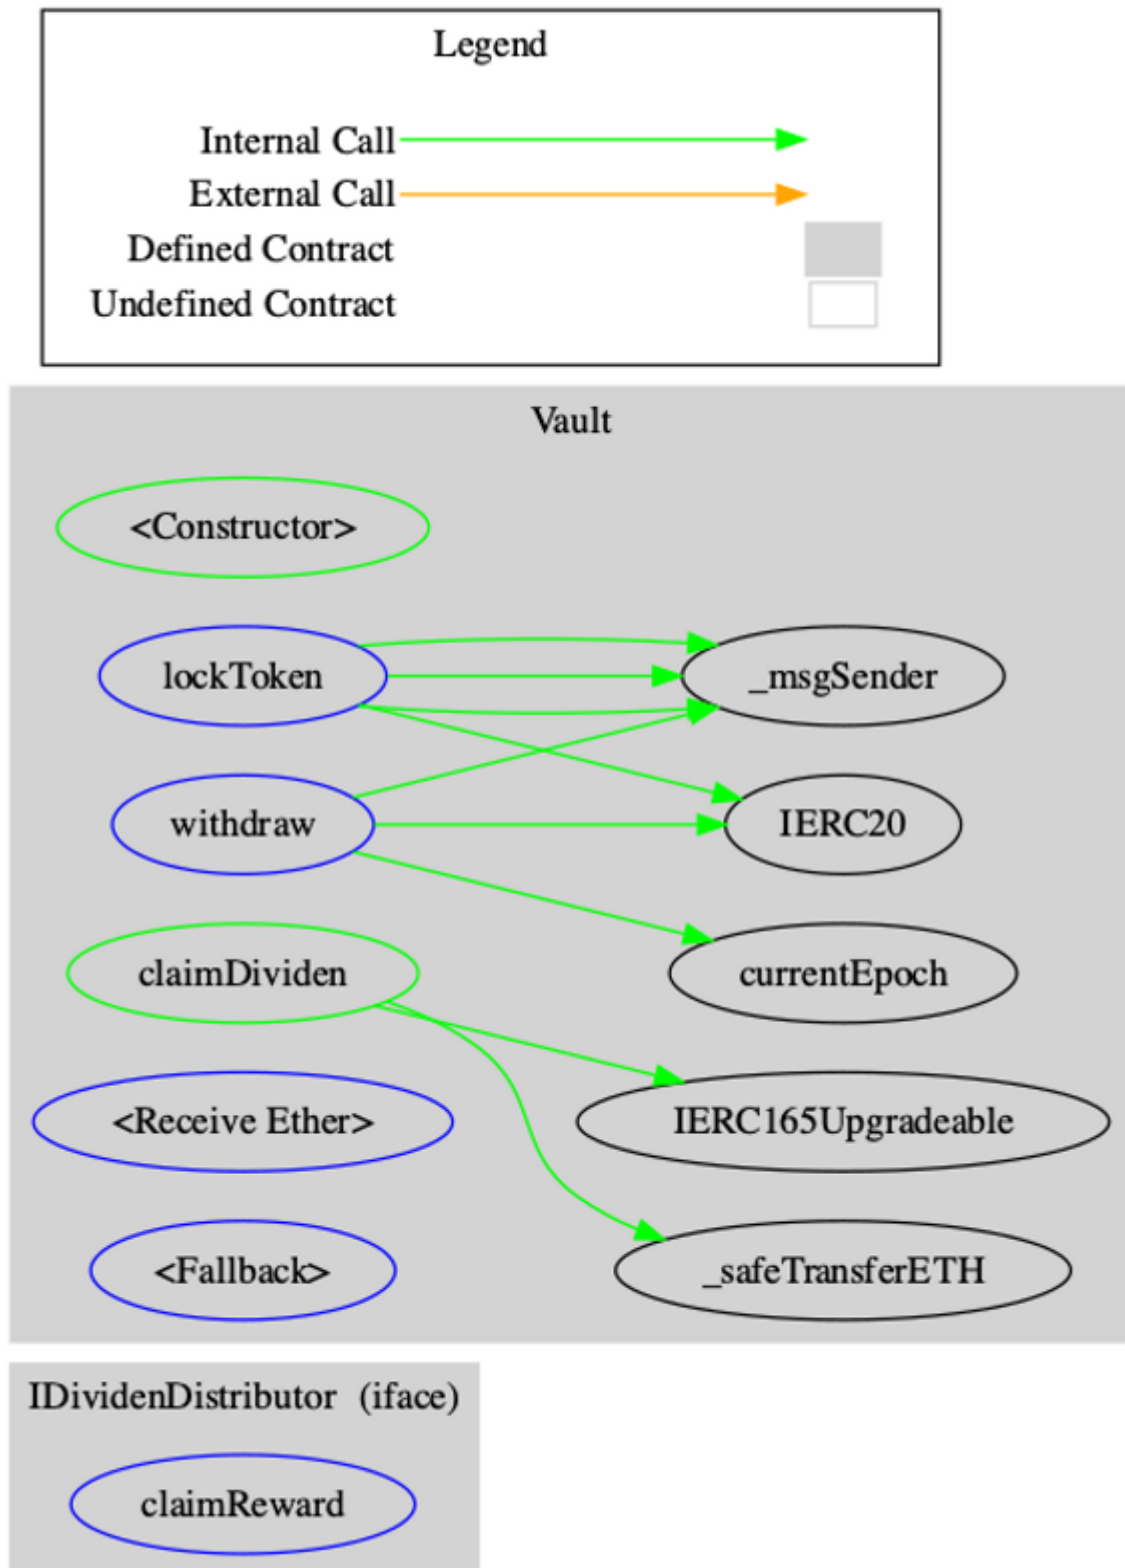 Legend
Internal Call
External Call
Defined Contract
Undefined Contract
Vault
<Constructor>
lockToken
_msgSender
withdraw
IERC20
claimDividen
currentEpoch
<Receive Ether>
IERC165Upgradeable
<Fallback>
_safeTransferETH
IDividenDistributor (iface)
claimReward